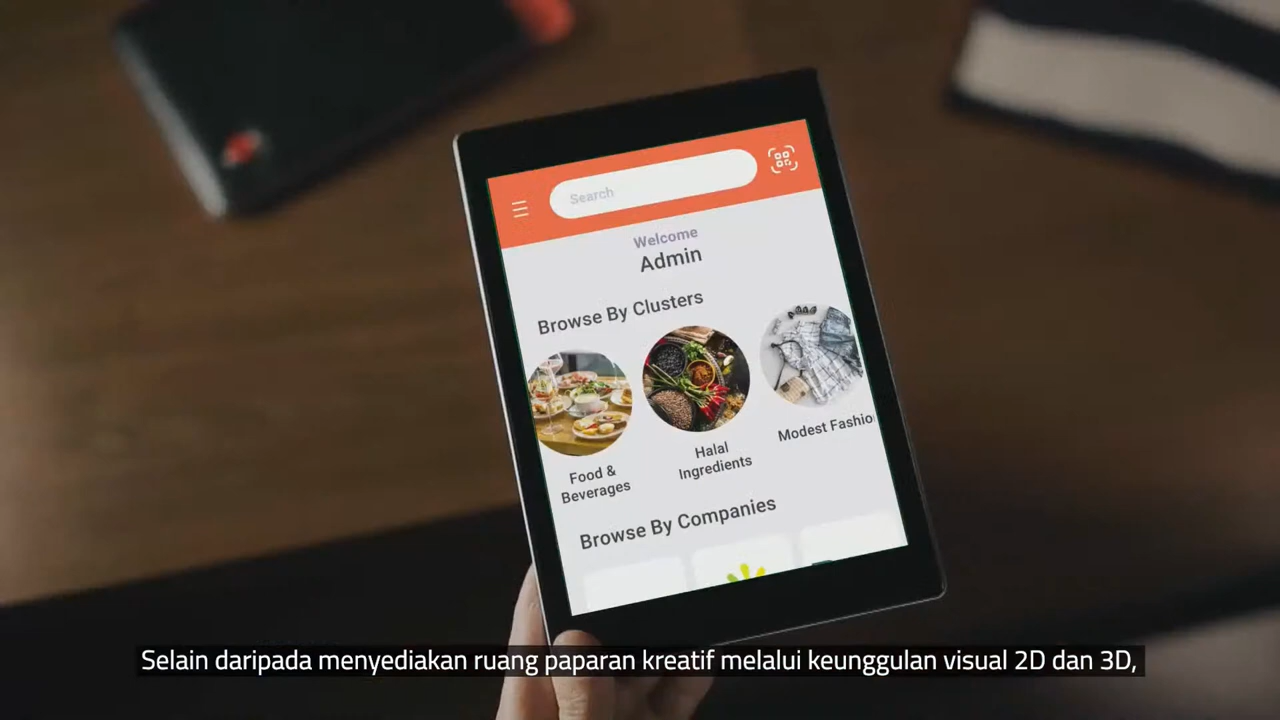 Search
Welcome
Admin
Browse By Clusters
Food &
Beverages
Halal
Ingredients
Modest Fashio
Browse By Companies
Selain daripada menyediakan ruang paparan kreatif melalui keunggulan visual 2D dan 3D,